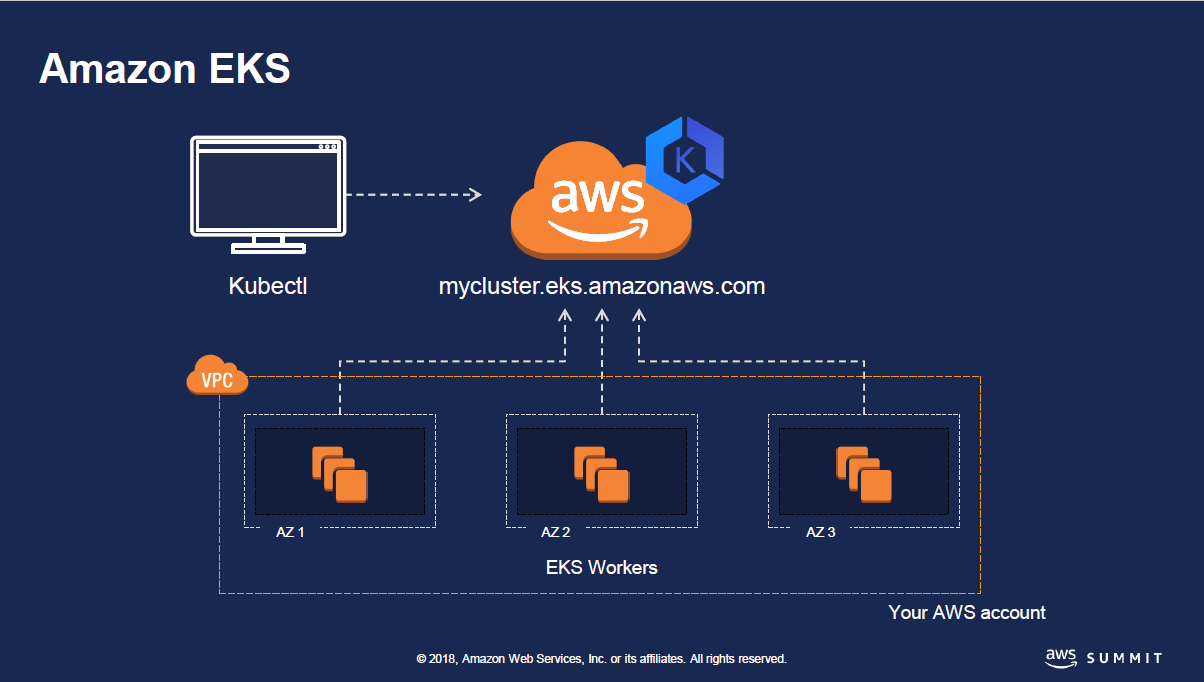 Amazon EKS
K
aws
Kubectl
mycluster.eks.amazonaws.com
VPC
AZ 1
AZ 2
AZ 3
EKS Workers
Your AWS account
© 2018, Amazon Web Services, Inc. or its affiliates. All rights reserved.
aws SUMMIT